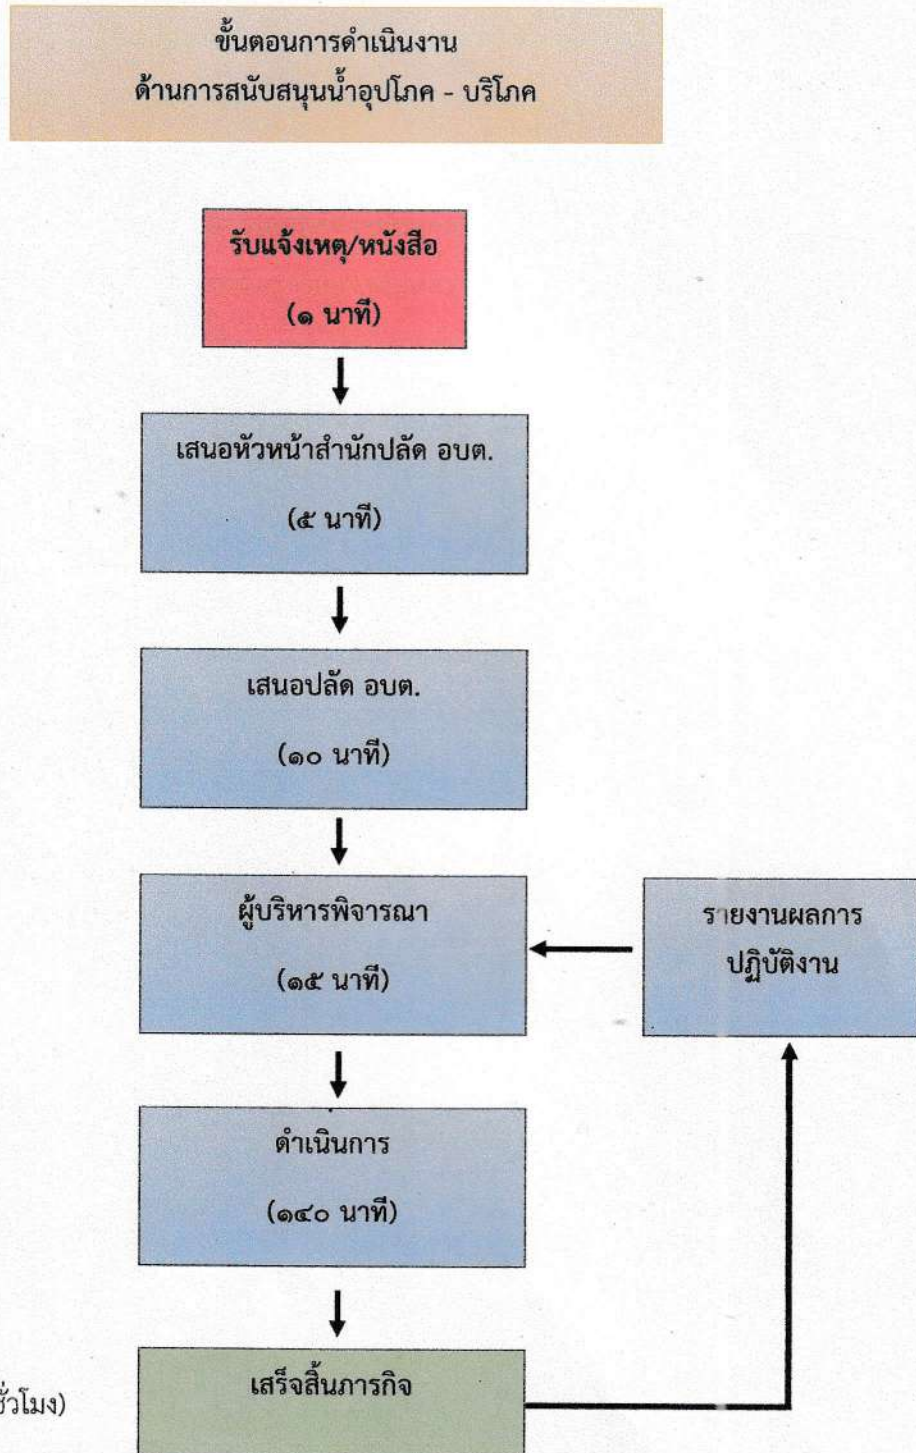 ขั้นตอนการดำเนินงาน
ด้านการสนับสนุนน้ำอุปโภค - บริโภค
รับแจ้งเหตุ/หนังสือ
(๑ นาที)
เสนอหัวหน้าสำนักปลัด อบต.
(๕ นาที)
เสนอปลัด อบต.
(๑๐ นาที)
ผู้บริหารพิจารณา
(๑๕ นาที)
รายงานผลการ
ปฏิบัติงาน
ดำเนินการ
(๑๔๐ นาที)
เสร็จสิ้นภารกิจ
ชั่วโมง)